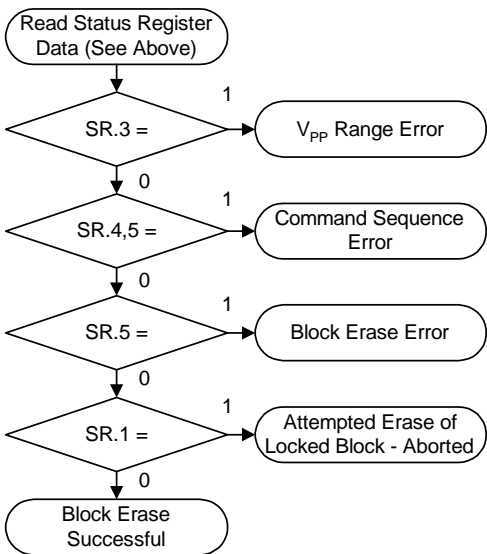 Read Status Register
Data (See Above)
1
SR.3 =
V_PP Range Error
0
1
SR.4,5 =
Command Sequence
Error
0
1
SR.5 =
Block Erase Error
0
1
SR.1 =
Attempted Erase of
Locked Block - Aborted
0
Block Erase
Successful